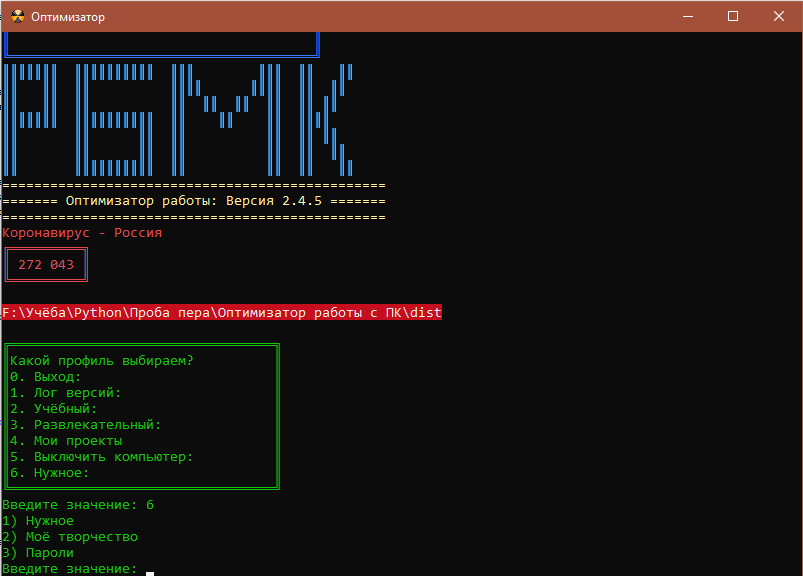 Оптимизатор
РБМК
================================================
======= Оптимизатор работы: Версия 2.4.5 =======
================================================
Коронавирус - Россия
272 043
F:\Учёба\Python\Проба пера\Оптимизатор работы с ПК\dist
Какой профиль выбираем?
0. Выход:
1. Лог версий:
2. Учёбный:
3. Развлекательный:
4. Мои проекты
5. Выключить компьютер:
6. Нужное:
Введите значение: 6
1) Нужное
2) Моё творчество
3) Пароли
Введите значение: